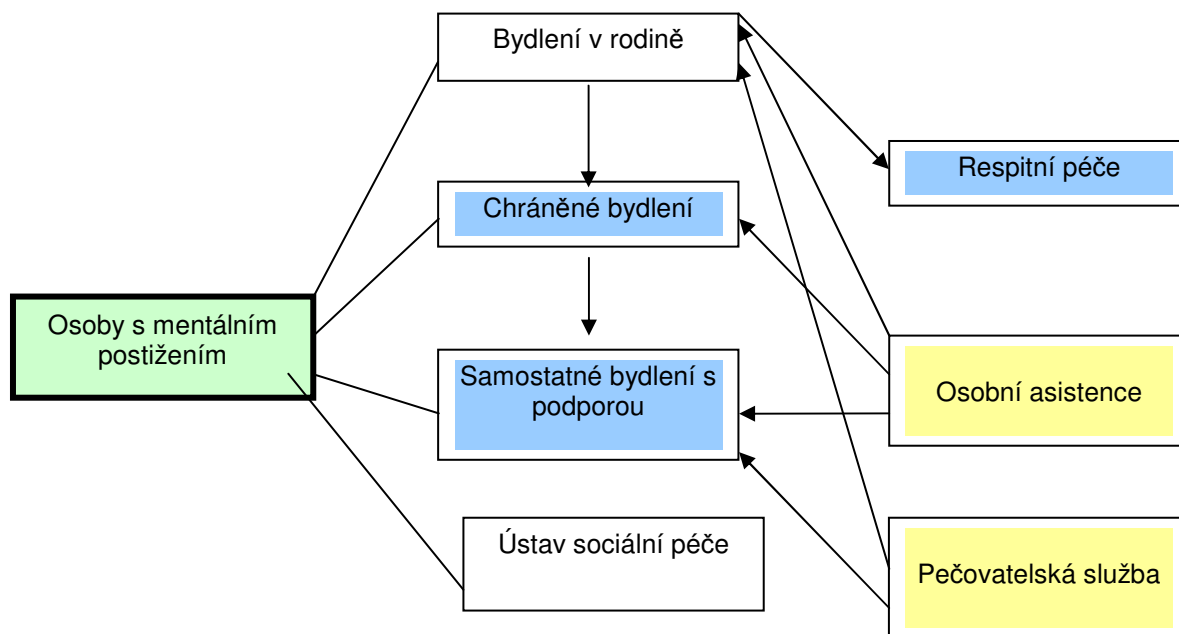 Bydlení v rodině
Respitní péče
Chráněné bydlení
Osoby s mentálním
postižením
Samostatné bydlení s
podporou
Osobní asistence
Ústav sociální péče
Pečovatelská služba